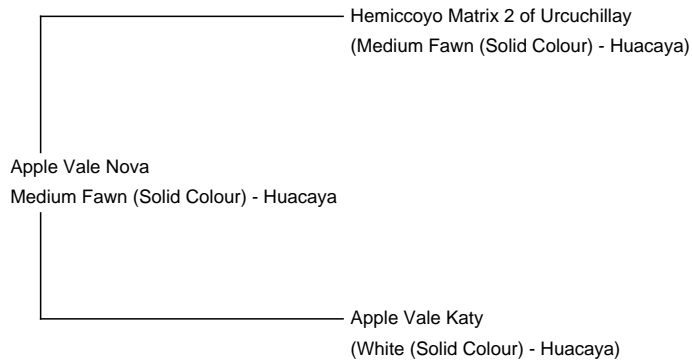 Hemiccoyo Matrix 2 of Urcuchillay
(Medium Fawn (Solid Colour) - Huacaya)
Apple Vale Nova
Medium Fawn (Solid Colour) - Huacaya
Apple Vale Katy
(White (Solid Colour) - Huacaya)